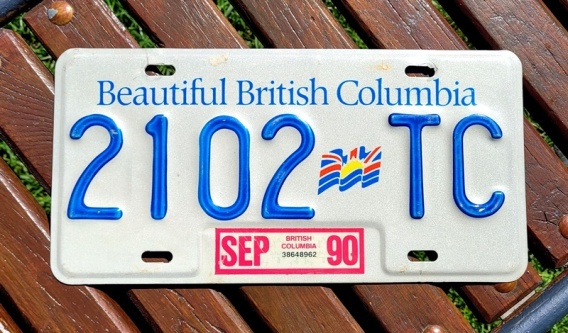 Beautiful British Columbia
2102 TC
SEP BRITISH COLUMBIA 38648962 90